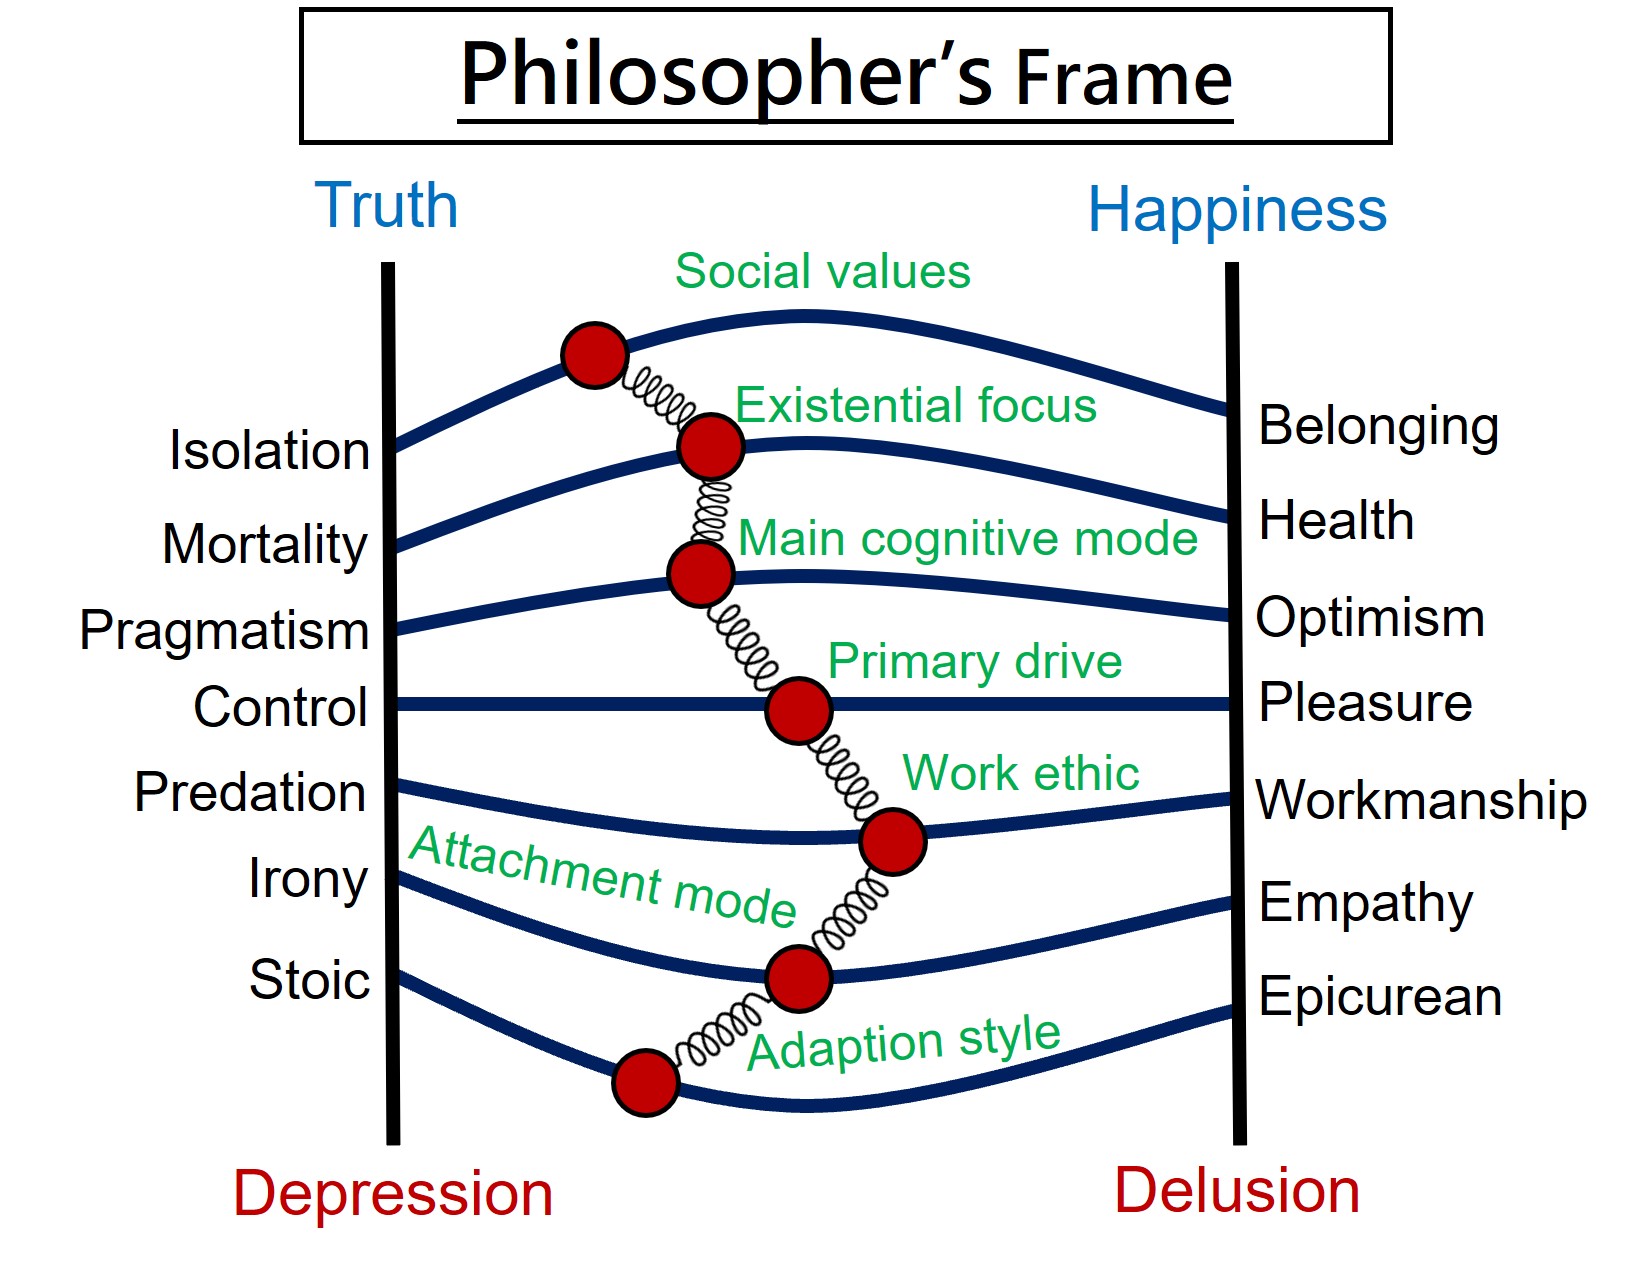 Philosopher's Frame
Truth
Happiness
Social values
Existential focus
Isolation
Belonging
Mortality
Health
Main cognitive mode
Pragmatism
Optimism
Primary drive
Control
Pleasure
Work ethic
Predation
Workmanship
Attachment mode
Irony
Empathy
Stoic
Epicurean
Adaption style
Depression
Delusion